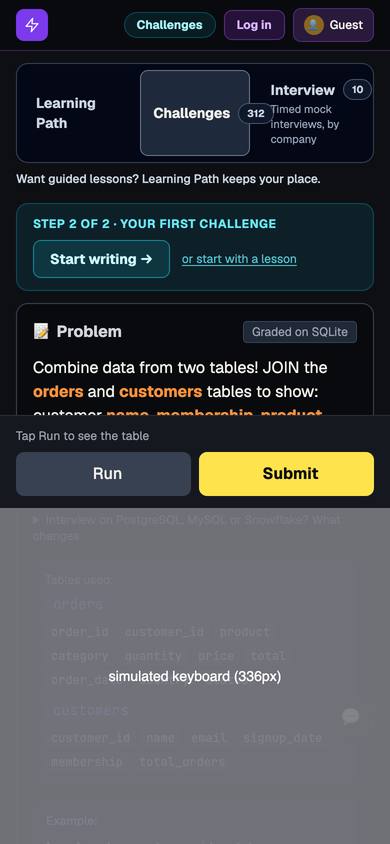 Challenges
Log in
Guest
Learning
Path
Challenges
312
Interview
10
Timed mock
interviews, by
company
Want guided lessons? Learning Path keeps your place.
STEP 2 OF 2 · YOUR FIRST CHALLENGE
Start writing →
or start with a lesson
Problem
Graded on SQLite
Combine data from two tables! JOIN the
orders and customers tables to show:
customer name, membership, product,
Tap Run to see the table
Run
Submit
Interview on PostgreSQL, MySQL or Snowflake? What
changes
Tables used:
orders
order_id customer_id product
category quantity price total
simulated keyboard (336px)
customers
customer_id name email signup_date
membership total_orders
Example: